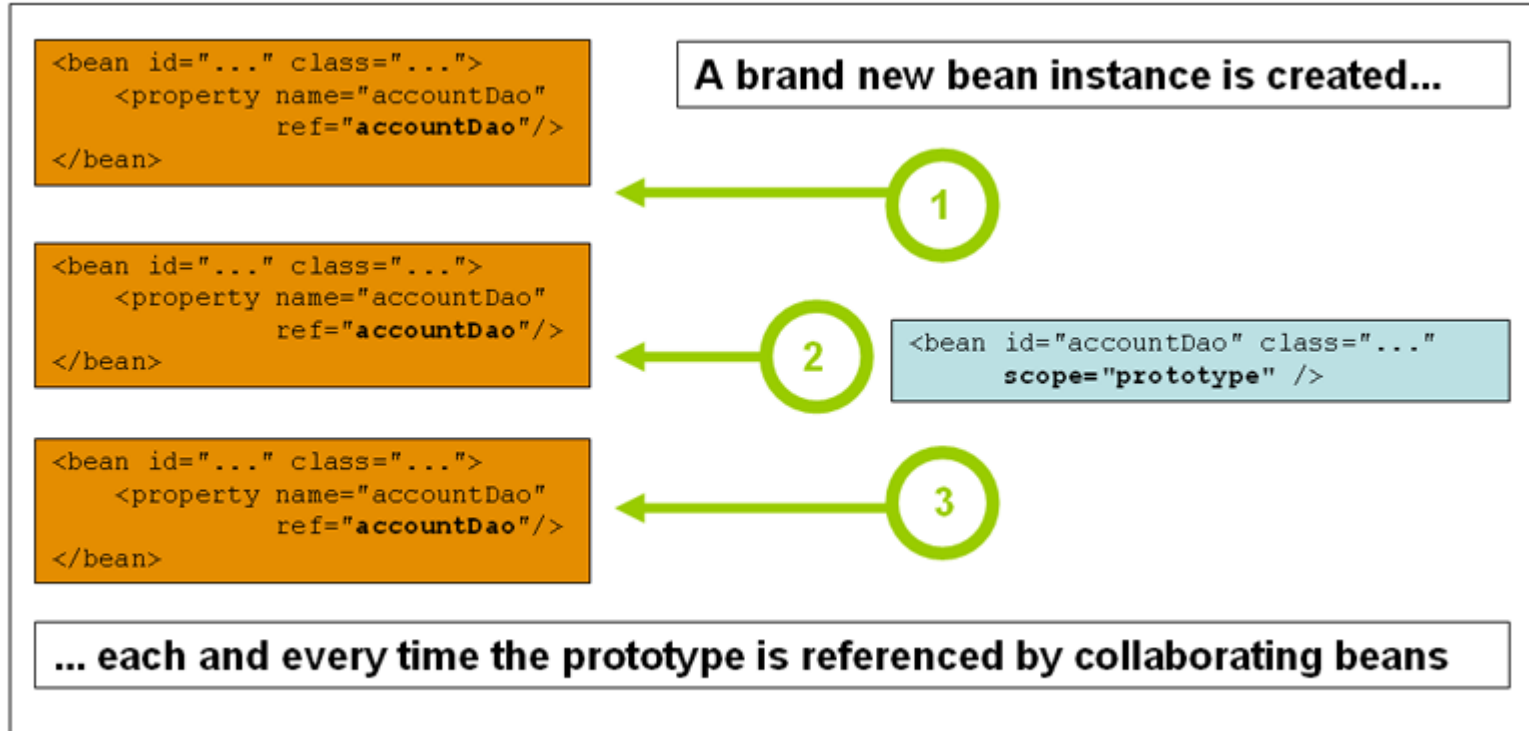 <bean id="..." class="...">
    <property name="accountDao"
              ref="accountDao"/>
</bean>
A brand new bean instance is created...
1
<bean id="..." class="...">
    <property name="accountDao"
              ref="accountDao"/>
</bean>
2
<bean id="accountDao" class="..."
      scope="prototype" />
<bean id="..." class="...">
    <property name="accountDao"
              ref="accountDao"/>
</bean>
3
... each and every time the prototype is referenced by collaborating beans